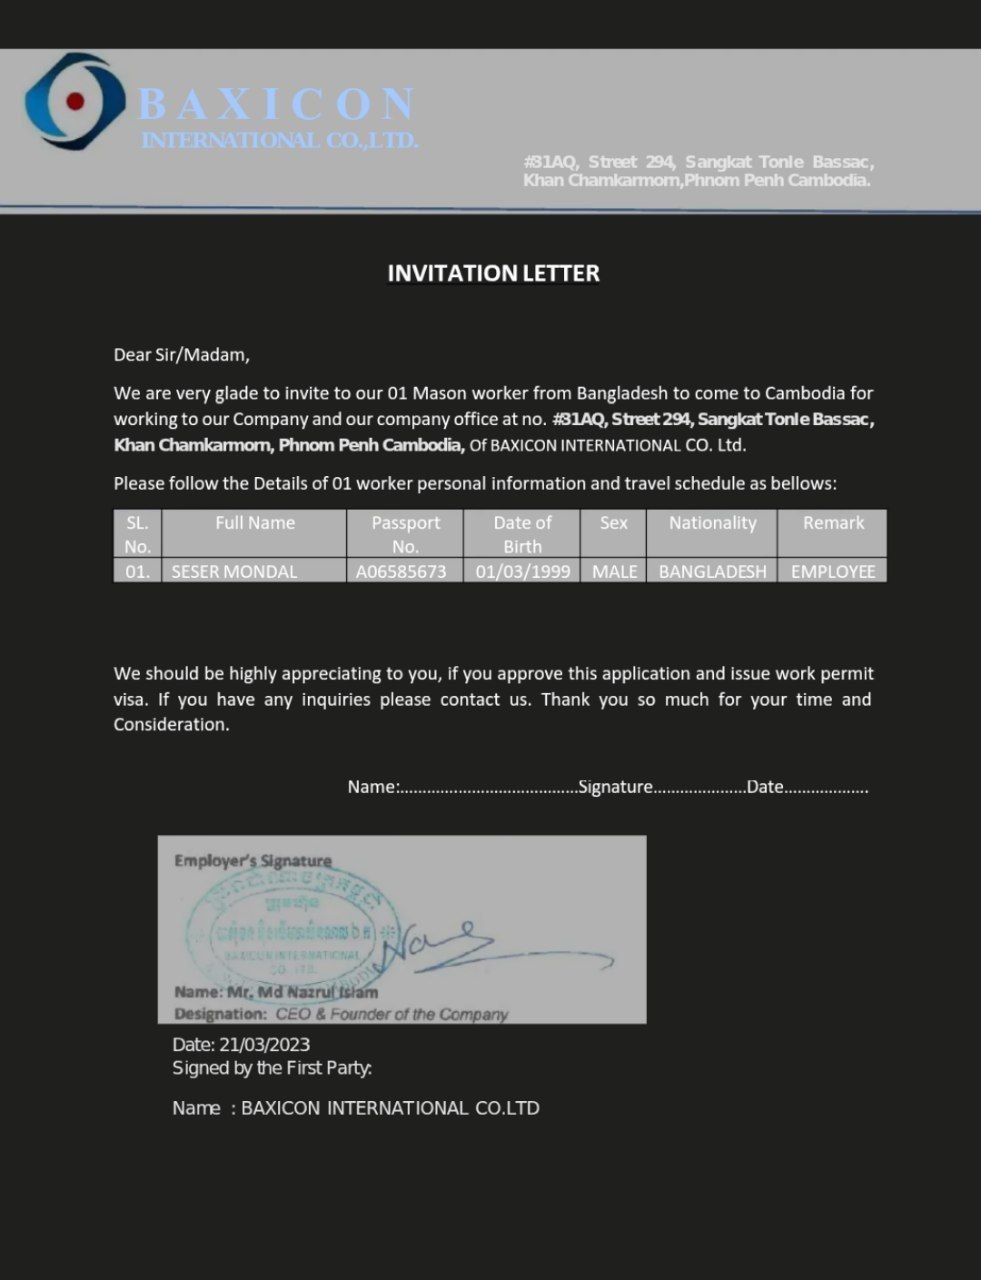 BAXICON
INTERNATIONAL CO.,LTD.
#31AQ, Street 294, Sangkat Tonle Bassac,
Khan Chamkarmorn,Phnom Penh Cambodia.
INVITATION LETTER
Dear Sir/Madam,
We are very glade to invite to our 01 Mason worker from Bangladesh to come to Cambodia for
working to our Company and our company office at no. #31AQ, Street 294, Sangkat Tonle Bassac,
Khan Chamkarmorn, Phnom Penh Cambodia, Of BAXICON INTERNATIONAL CO. Ltd.
Please follow the Details of 01 worker personal information and travel schedule as bellows:
SL. No. Full Name Passport No. Date of Birth Sex Nationality Remark
01. SESER MONDAL A06585673 01/03/1999 MALE BANGLADESH EMPLOYEE
We should be highly appreciating to you, if you approve this application and issue work permit
visa. If you have any inquiries please contact us. Thank you so much for your time and
Consideration.
Name:........................................Signature.....................Date...................
Employer's Signature
BAXICON INTERNATIONAL
CO. LTD.
Name: Mr. Md Nazrul Islam
Designation: CEO & Founder of the Company
Date: 21/03/2023
Signed by the First Party:
Name : BAXICON INTERNATIONAL CO.LTD